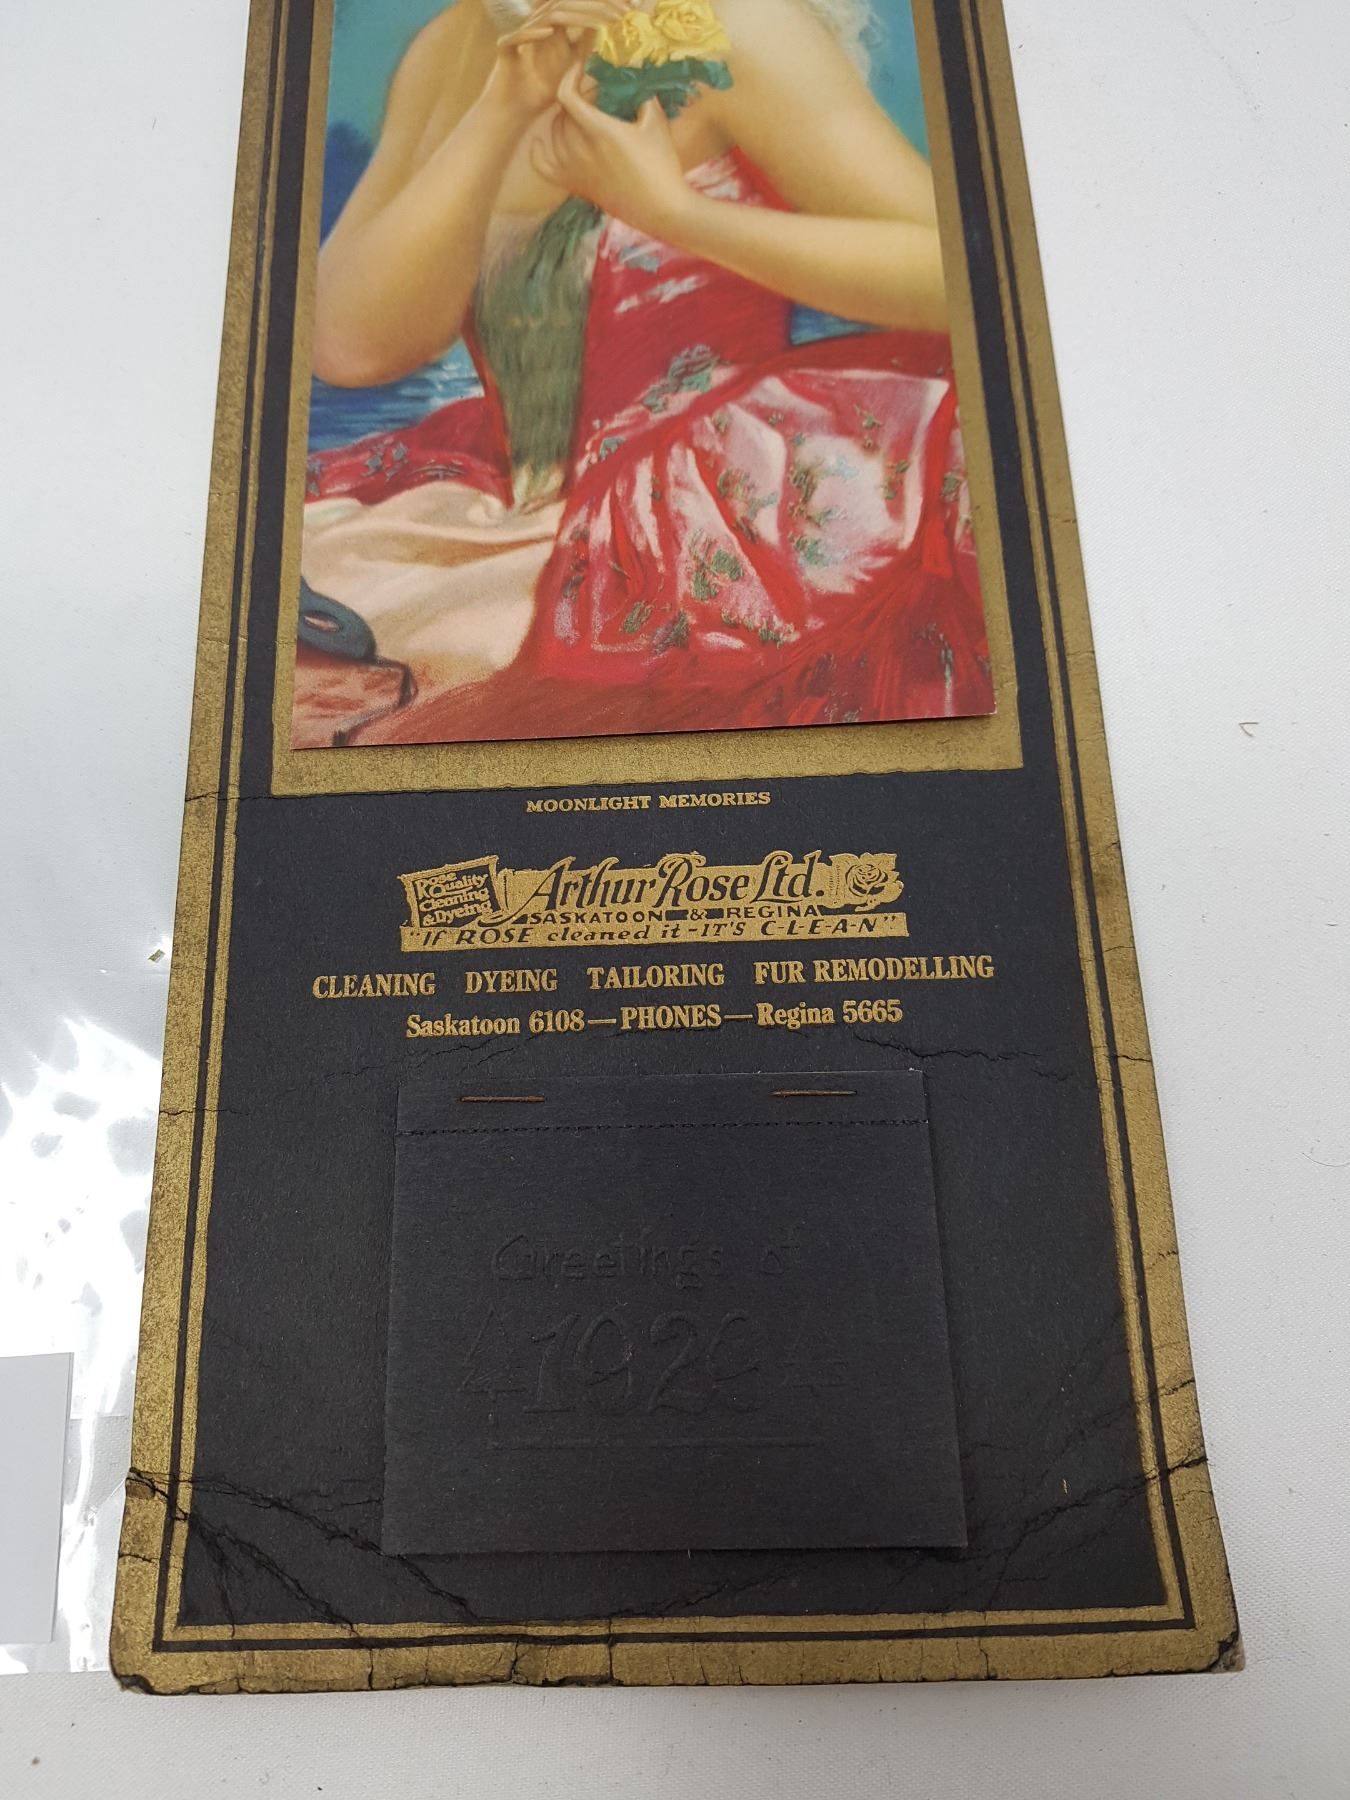 MOONLIGHT MEMORIES
Rose
Quality
Cleaning
& Dyeing
Arthur Rose Ltd.
SASKATOON & REGINA
"If ROSE cleaned it - IT'S C-L-E-A-N"
CLEANING DYEING TAILORING FUR REMODELLING
Saskatoon 6108 — PHONES — Regina 5665
Greetings of
1929